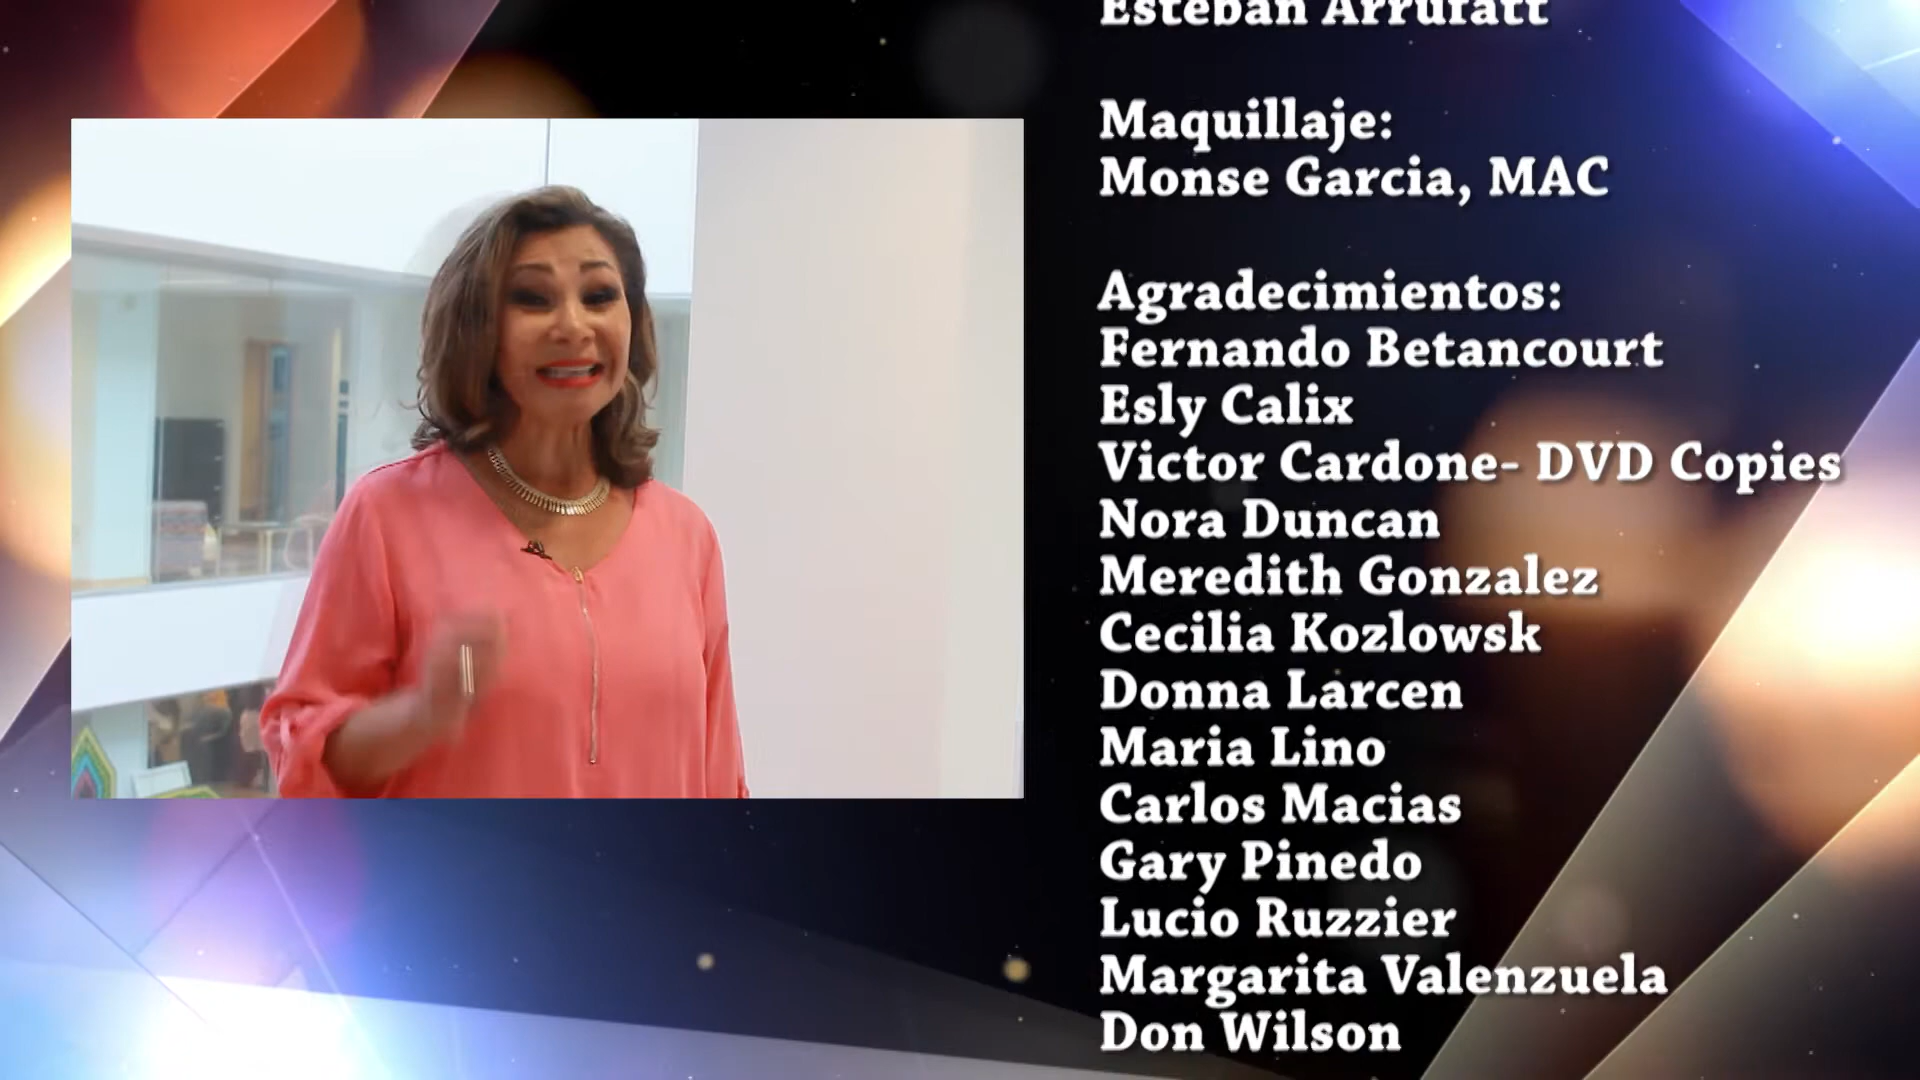 Esteban Arrufatt
Maquillaje:
Monse Garcia, MAC
Agradecimientos:
Fernando Betancourt
Esly Calix
Victor Cardone- DVD Copies
Nora Duncan
Meredith Gonzalez
Cecilia Kozlowsk
Donna Larcen
Maria Lino
Carlos Macias
Gary Pinedo
Lucio Ruzzier
Margarita Valenzuela
Don Wilson